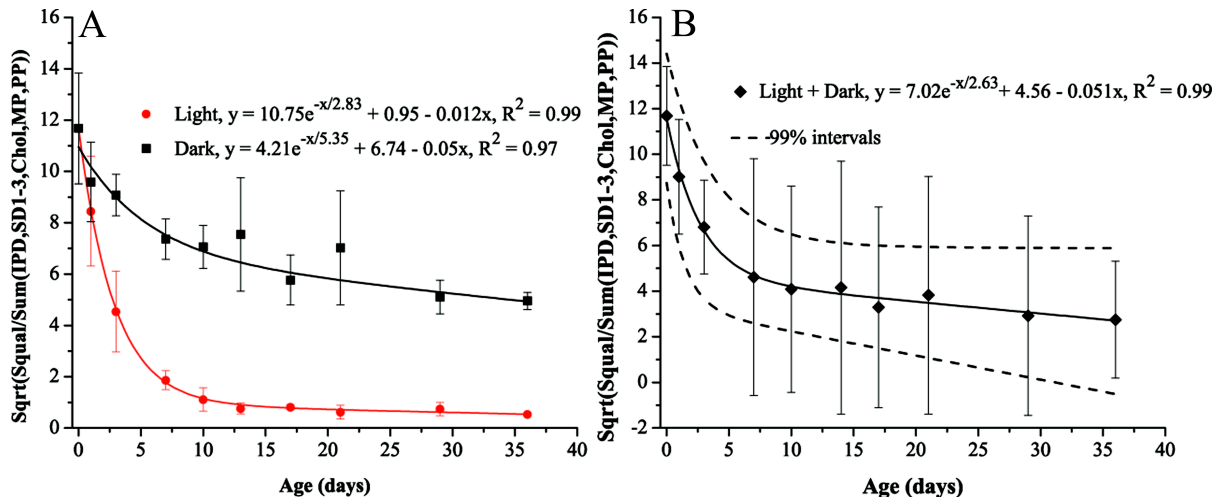 A
Sqrt(Squal/Sum(IPD,SD1-3,Chol,MP,PP))
16
14
12
10
8
6
4
2
0
Light, y = 10.75e^-x/2.83 + 0.95 - 0.012x, R² = 0.99
Dark, y = 4.21e^-x/5.35 + 6.74 - 0.05x, R² = 0.97
0 5 10 15 20 25 30 35 40
Age (days)
B
Sqrt(Squal/Sum(IPD,SD1-3,Chol,MP,PP))
16
14
12
10
8
6
4
2
0
-2
Light + Dark, y = 7.02e^-x/2.63 + 4.56 - 0.051x, R² = 0.99
-99% intervals
0 5 10 15 20 25 30 35 40
Age (days)